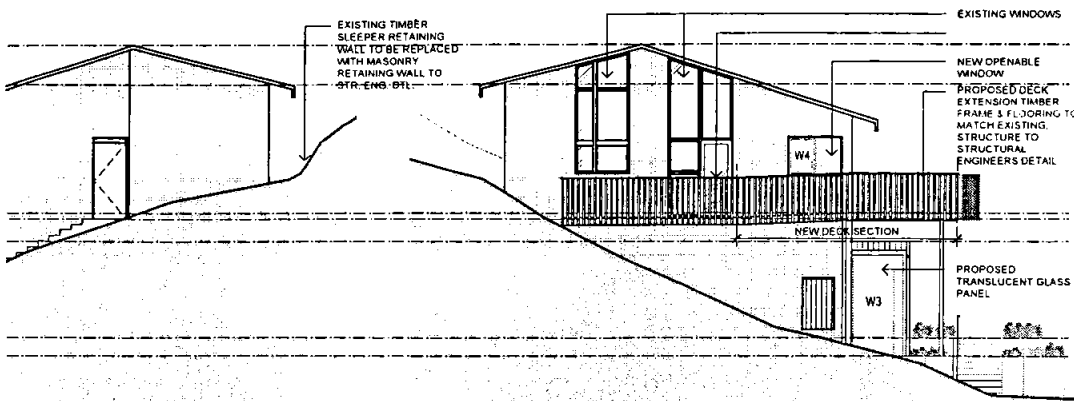 EXISTING TIMBER
SLEEPER RETAINING
WALL TO BE REPLACED
WITH MASONRY
RETAINING WALL TO
STR. ENG. DTL.
EXISTING WINDOWS
NEW OPENABLE
WINDOW
PROPOSED DECK
EXTENSION TIMBER
FRAME & FLOORING TO
MATCH EXISTING.
STRUCTURE TO
STRUCTURAL
ENGINEERS DETAIL
W4
NEW DECK SECTION
PROPOSED
TRANSLUCENT GLASS
PANEL
W3